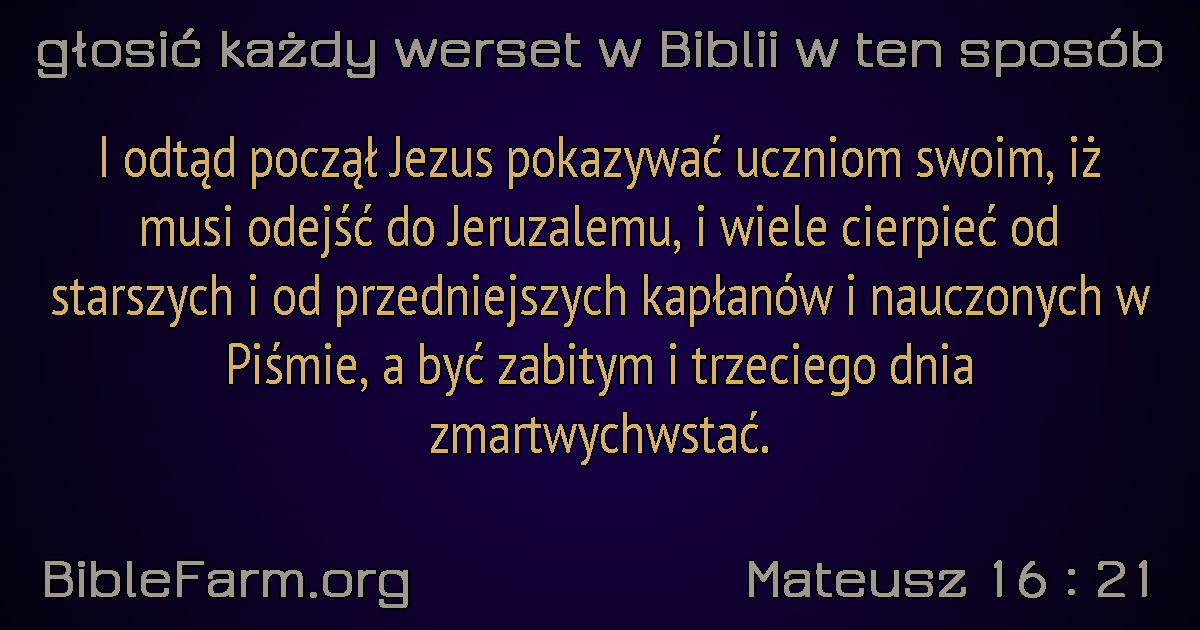 głosić każdy werset w Biblii w ten sposób
I odtąd począł Jezus pokazywać uczniom swoim, iż
musi odejść do Jeruzalemu, i wiele cierpieć od
starszych i od przedniejszych kapłanów i nauczonych w
Piśmie, a być zabitym i trzeciego dnia
zmartwychwstać.
BibleFarm.org
Mateusz 16 : 21